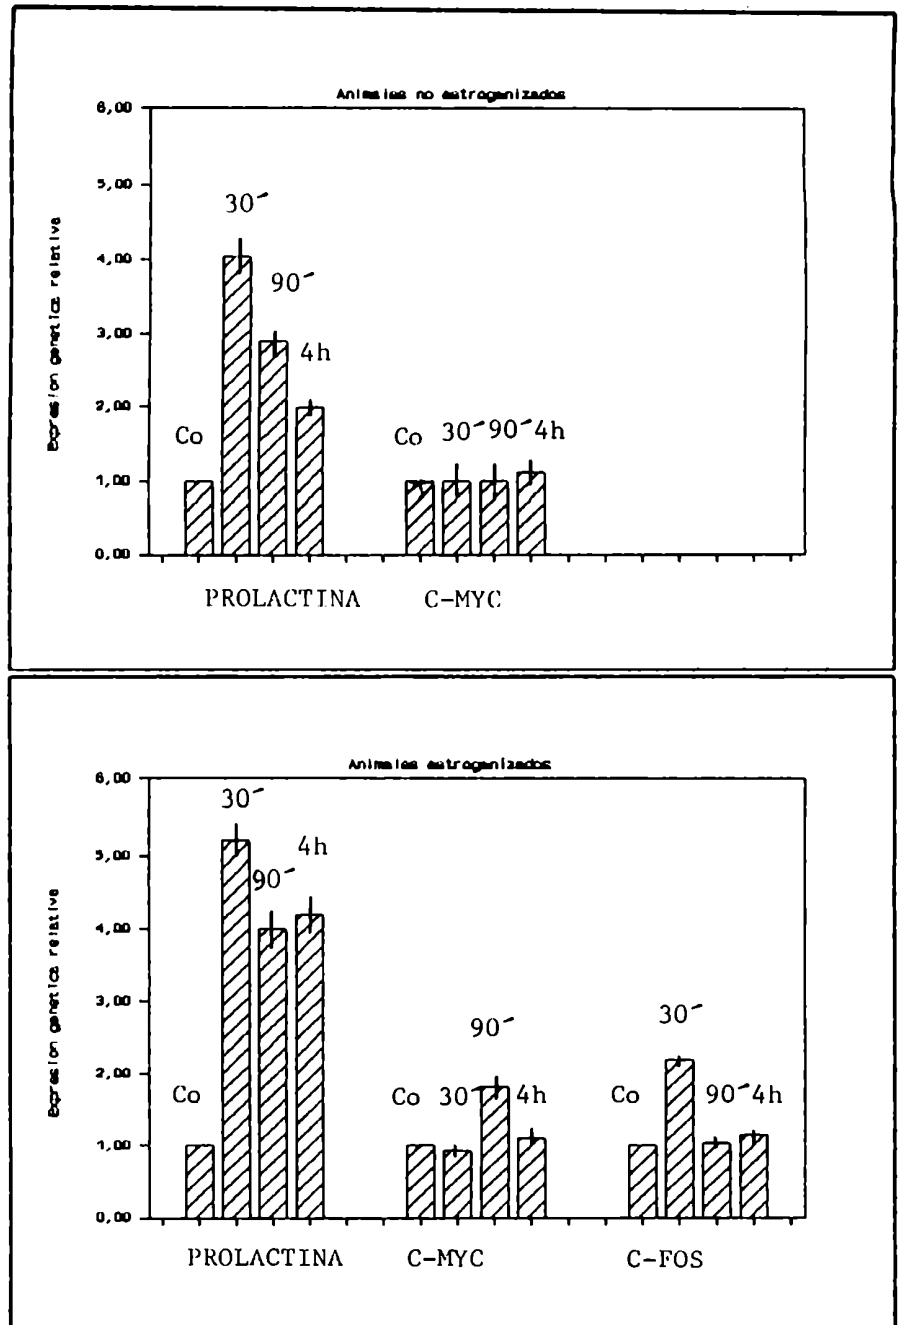 Animales no estrogenizados
6,00
5,00
4,00
3,00
2,00
1,00
0,00
Expresion genetica relativa
Co
30´
90´
4h
Co 30´ 90´ 4h
PROLACTINA C-MYC
Animales estrogenizados
6,00
5,00
4,00
3,00
2,00
1,00
0,00
Expresion genetica relativa
Co
30´
90´
4h
Co 30´ 90´ 4h
Co 30´ 90´ 4h
PROLACTINA C-MYC C-FOS